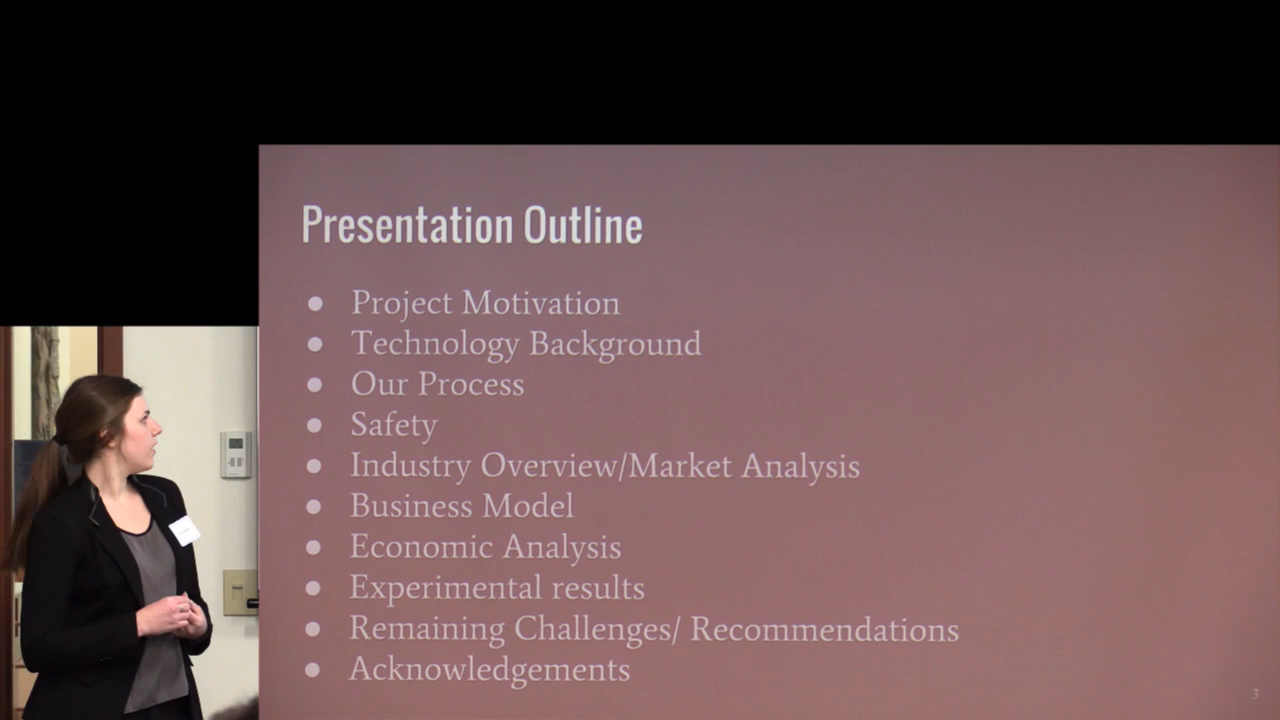 Presentation Outline
● Project Motivation
● Technology Background
● Our Process
● Safety
● Industry Overview/Market Analysis
● Business Model
● Economic Analysis
● Experimental results
● Remaining Challenges/ Recommendations
● Acknowledgements
3